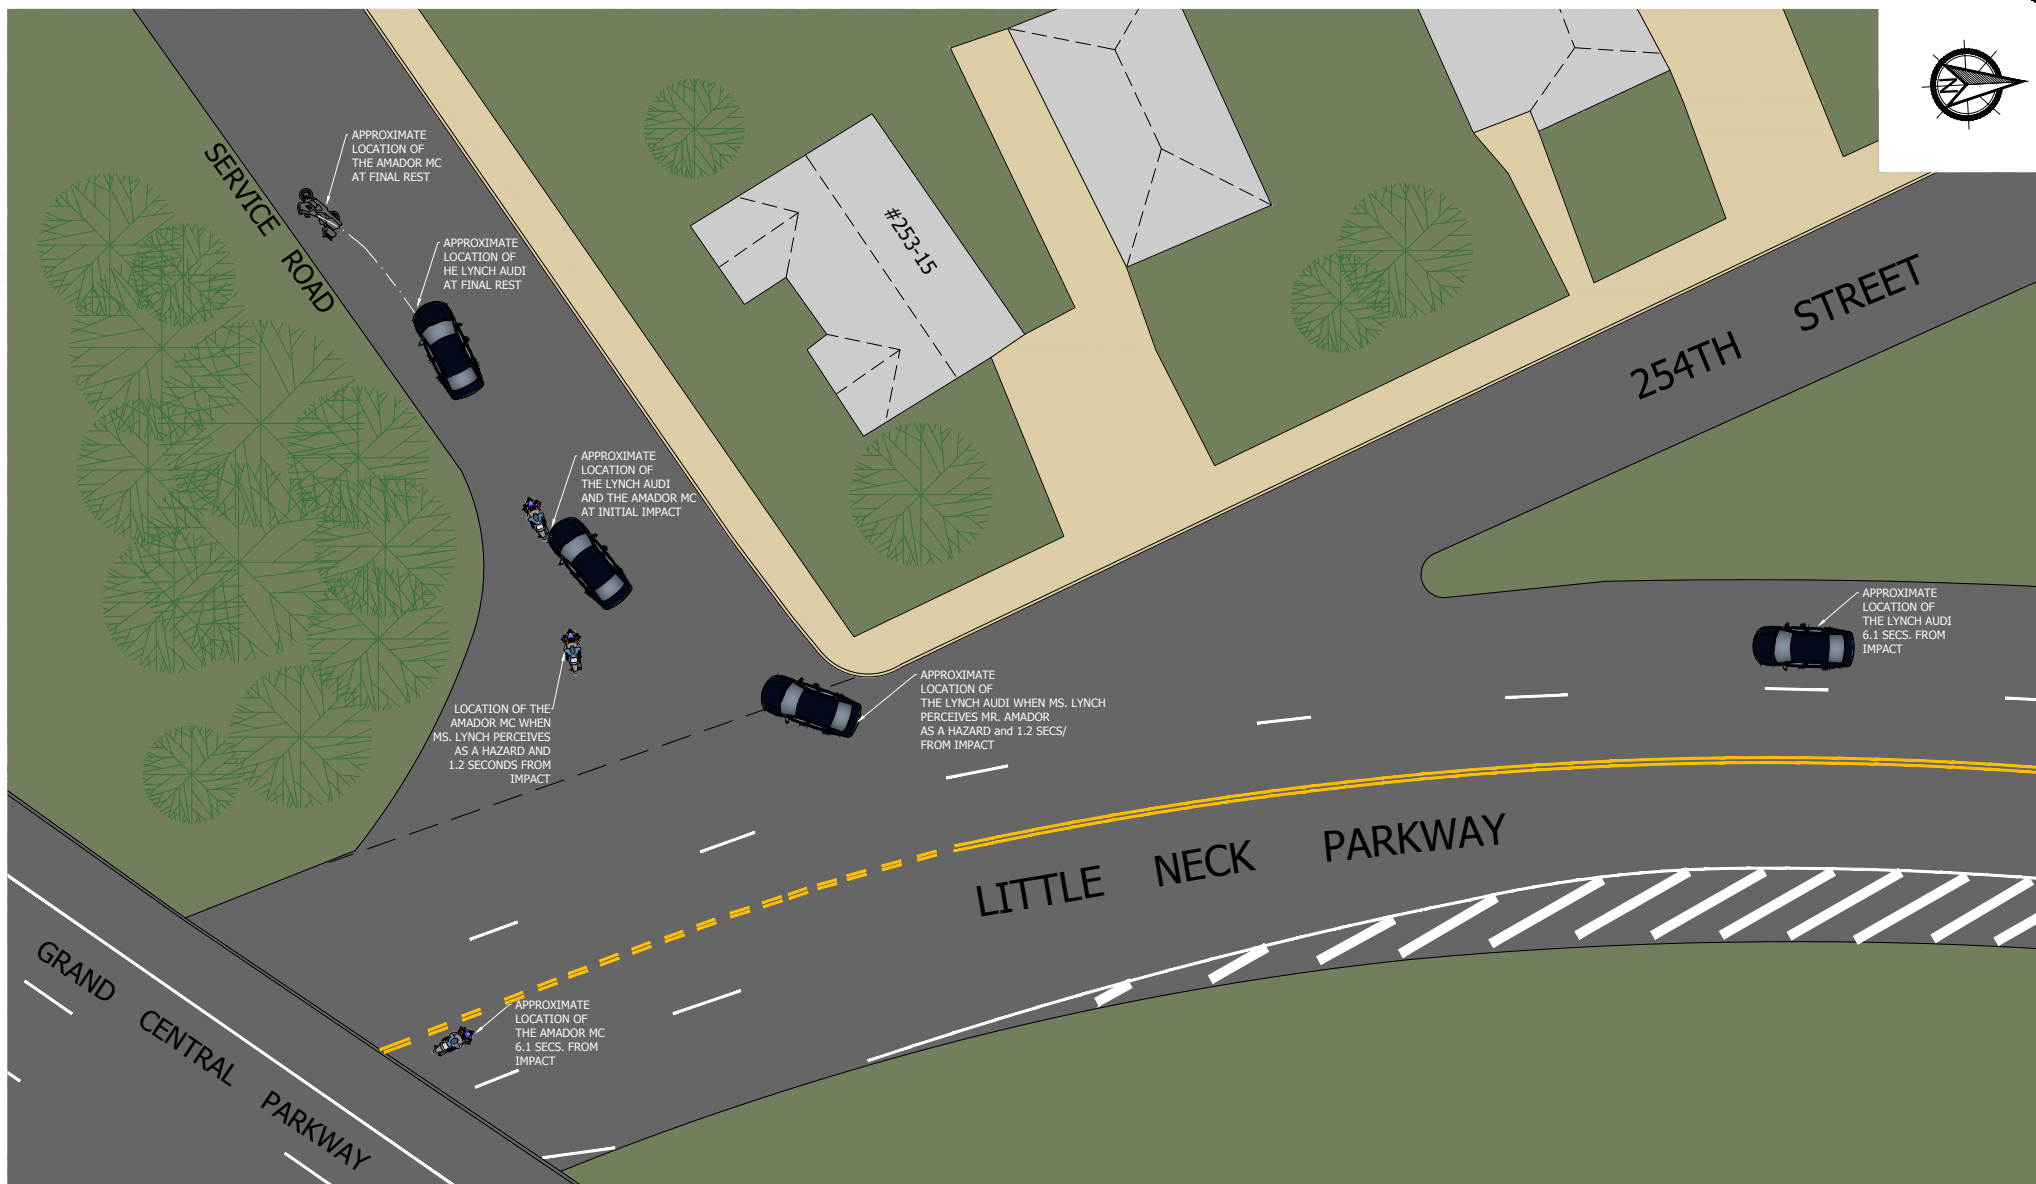 N
APPROXIMATE
LOCATION OF
THE AMADOR MC
AT FINAL REST
SERVICE ROAD
APPROXIMATE
LOCATION OF
HE LYNCH AUDI
AT FINAL REST
#253-15
254TH STREET
APPROXIMATE
LOCATION OF
THE LYNCH AUDI
AND THE AMADOR MC
AT INITIAL IMPACT
APPROXIMATE
LOCATION OF
THE LYNCH AUDI
6.1 SECS. FROM
IMPACT
APPROXIMATE
LOCATION OF
THE LYNCH AUDI WHEN MS. LYNCH
PERCEIVES MR. AMADOR
AS A HAZARD and 1.2 SECS/
FROM IMPACT
LOCATION OF THE
AMADOR MC WHEN
MS. LYNCH PERCEIVES
AS A HAZARD AND
1.2 SECONDS FROM
IMPACT
LITTLE NECK PARKWAY
GRAND CENTRAL PARKWAY
APPROXIMATE
LOCATION OF
THE AMADOR MC
6.1 SECS. FROM
IMPACT